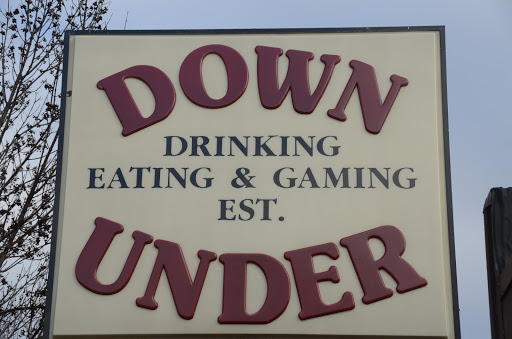 DOWN
DRINKING
EATING & GAMING
EST.
UNDER